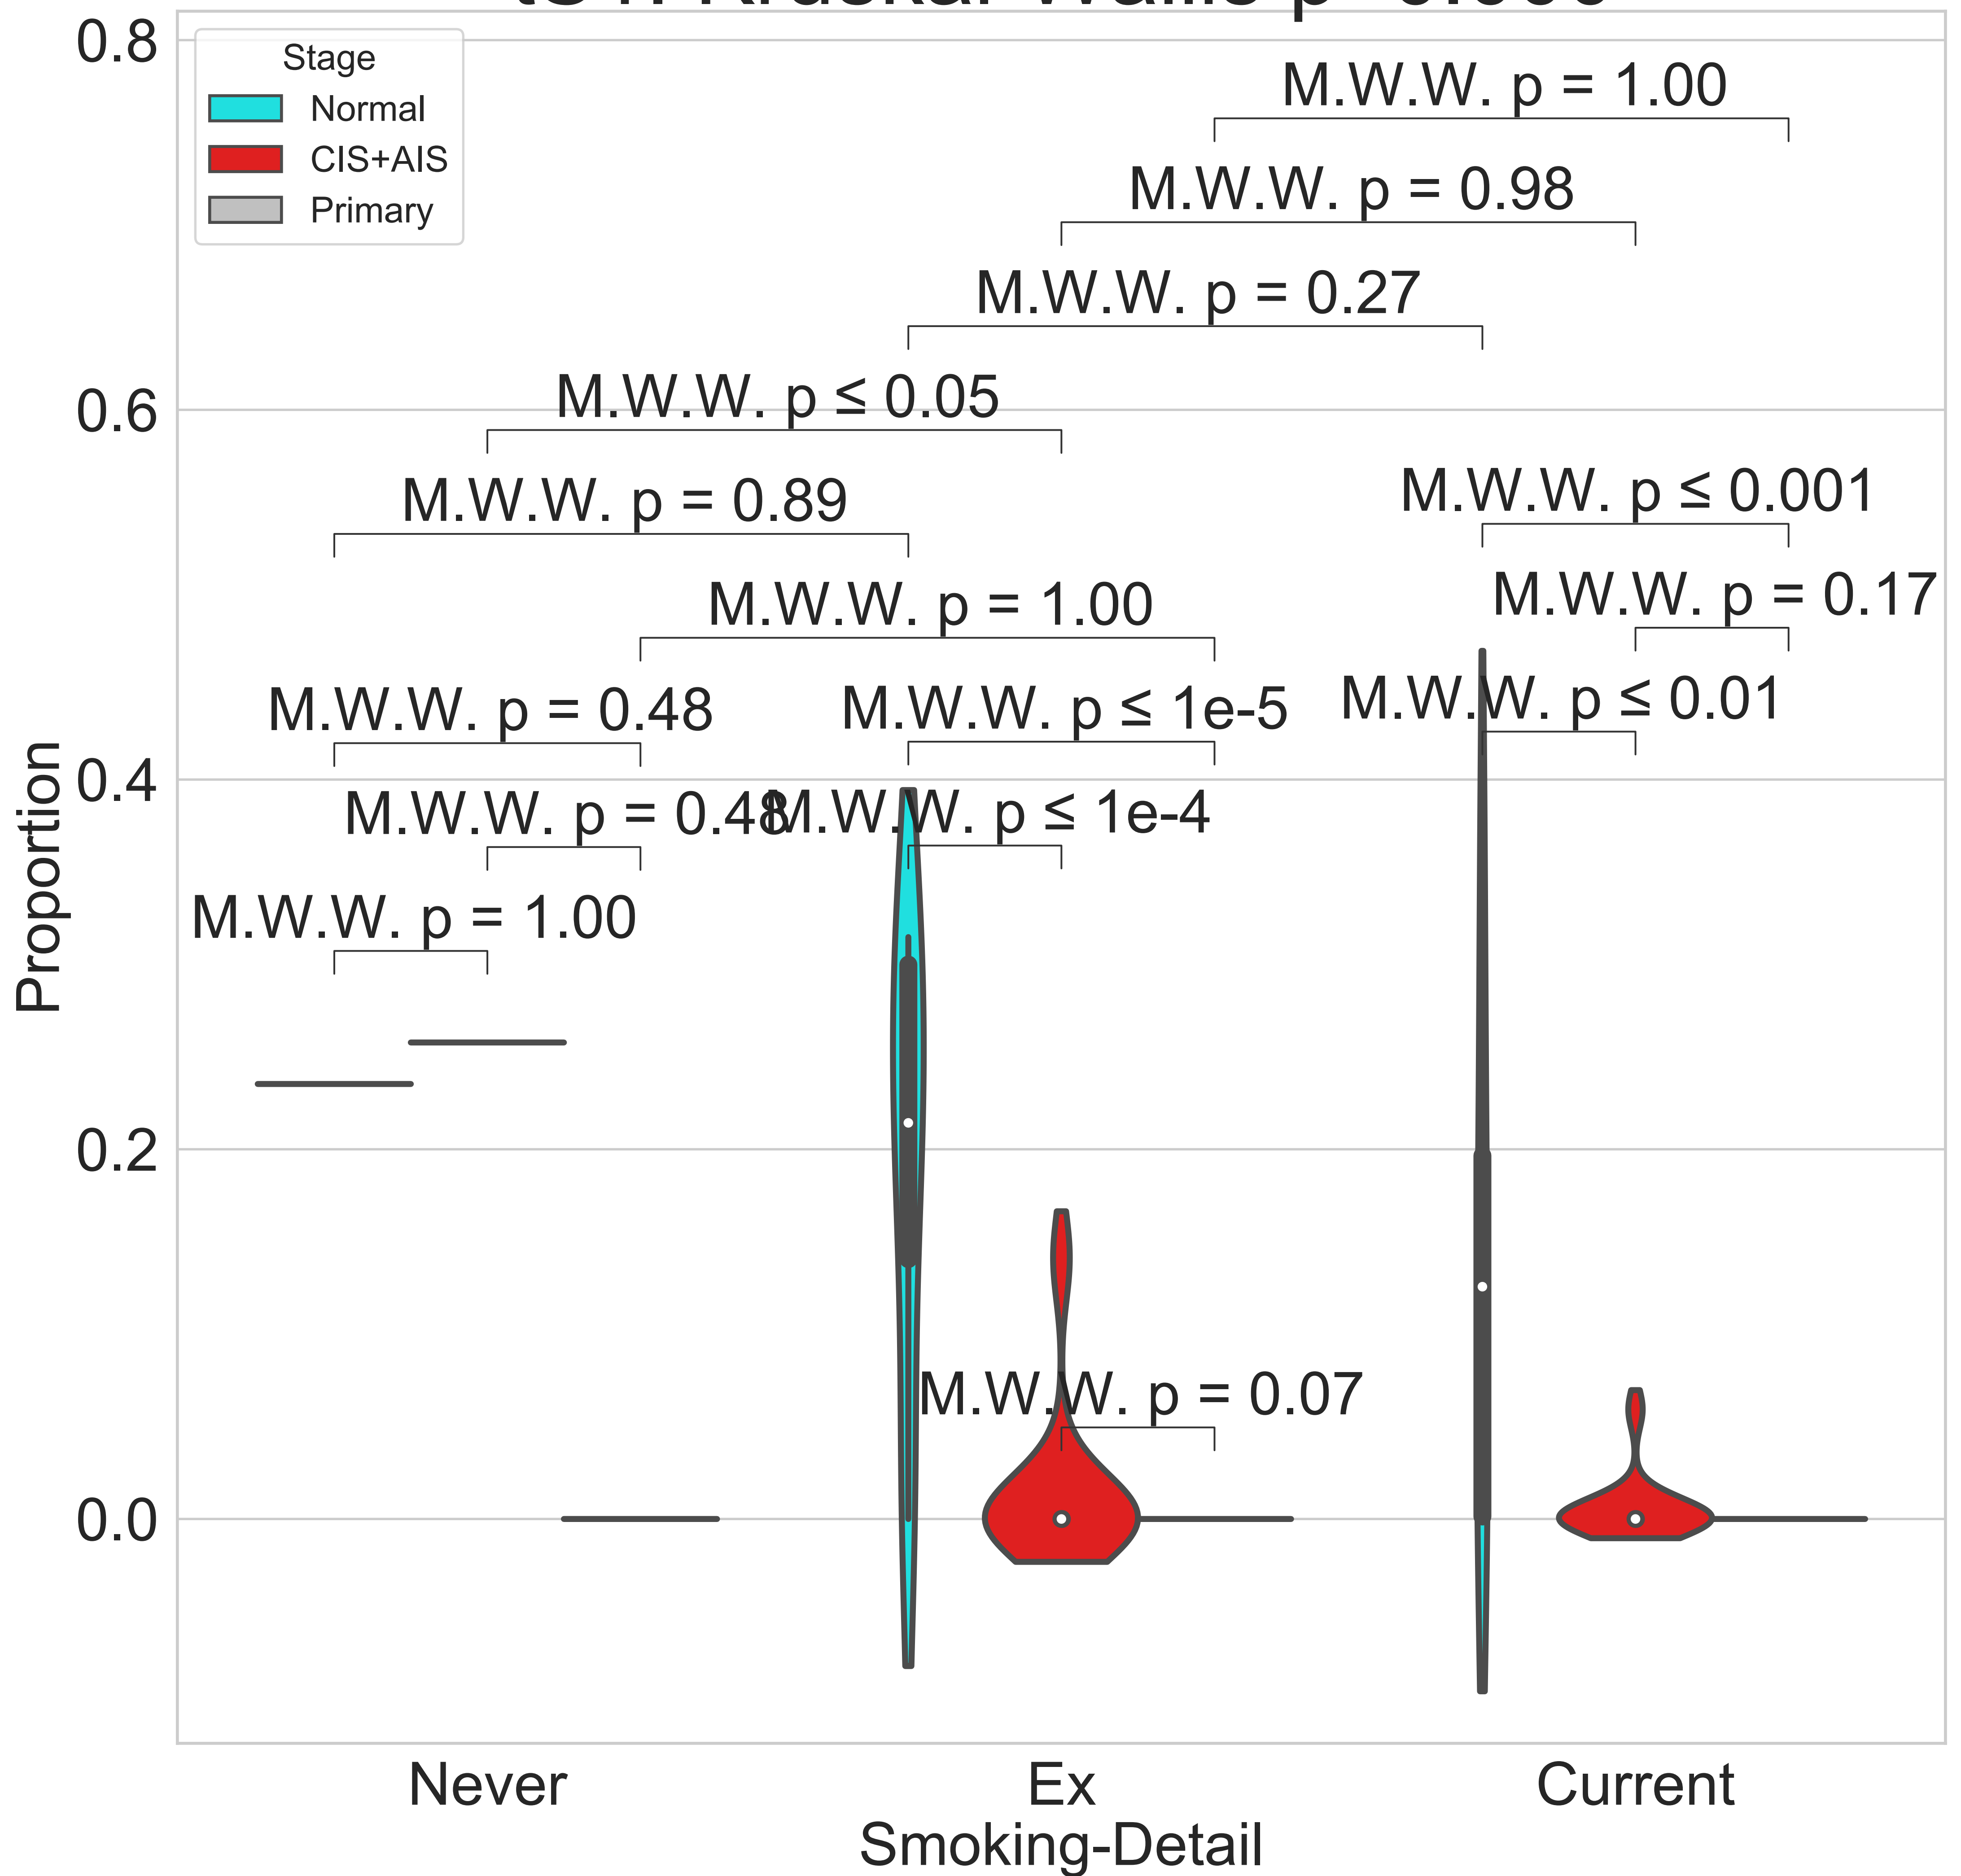 0.8
Stage
Normal
CIS+AIS
Primary
M.W.W. p = 1.00
M.W.W. p = 0.98
M.W.W. p = 0.27
0.6
M.W.W. p ≤ 0.05
M.W.W. p = 0.89
M.W.W. p ≤ 0.001
M.W.W. p = 1.00
M.W.W. p = 0.17
M.W.W. p = 0.48
M.W.W. p ≤ 1e-5
M.W.W. p ≤ 0.01
0.4
M.W.W. p = 0.48
M.W.W. p ≤ 1e-4
M.W.W. p = 1.00
Proportion
0.2
M.W.W. p = 0.07
0.0
Never
Ex
Current
Smoking-Detail